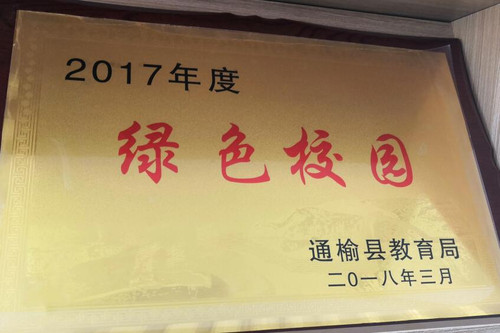 2017年度
绿色校园
通榆县教育局
二0一八年三月